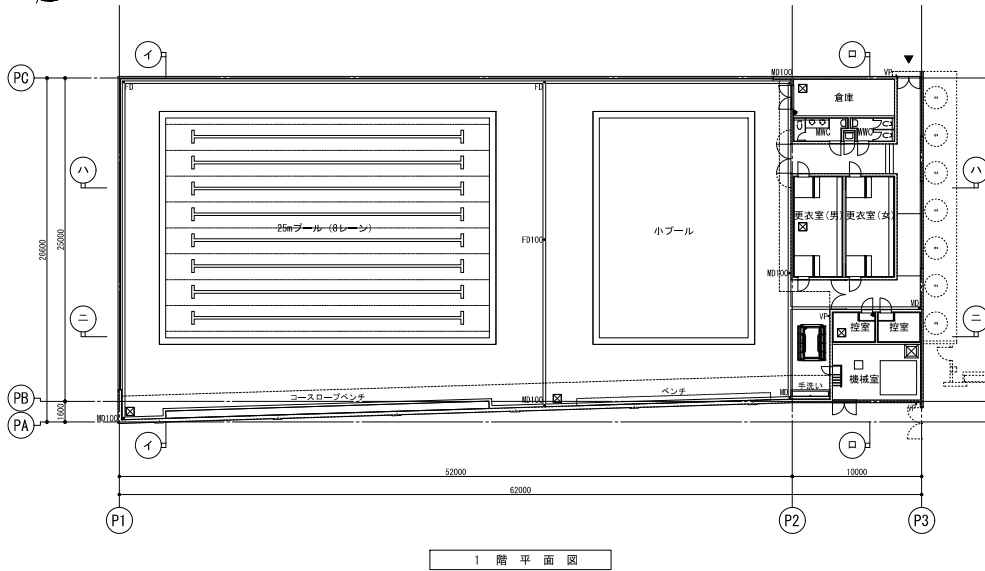 イ
ロ
PC
MD100
VP
FD
FD
倉庫
MWC
WWC
ハ
ハ
26600
25000
25mプール (8レーン)
小プール
更衣室(男)
更衣室(女)
FD100
MD100
MD
ニ
ニ
VP
控室
控室
機械室
手洗い
MD
PB
1600
コースロープベンチ
ベンチ
MD100
MD100
VP
PA
イ
ロ
52000
10000
62000
P1
P2
P3
1 階 平 面 図